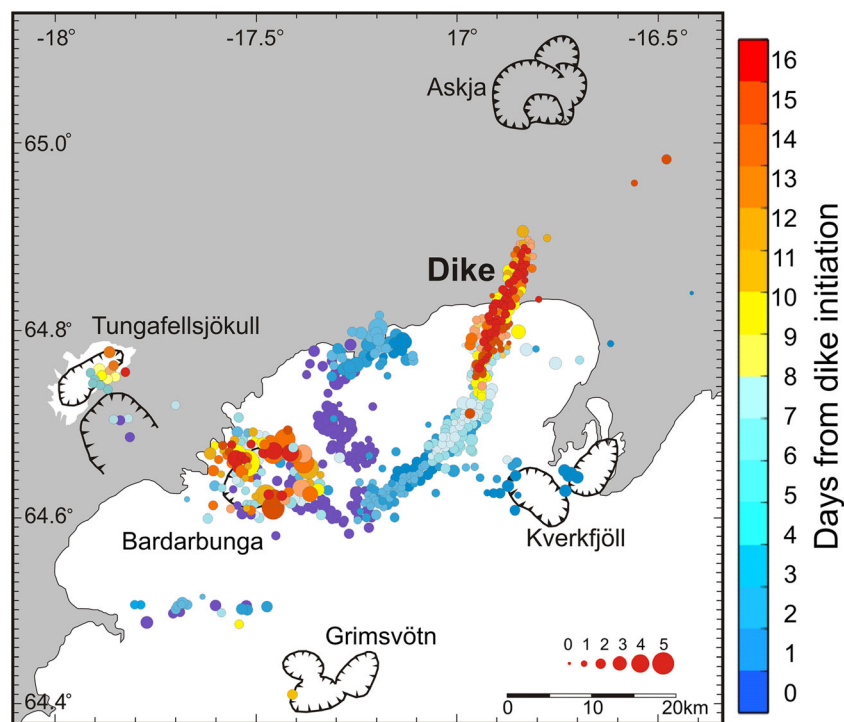 -18° -17.5° -17° -16.5°
Askja
65.0°
Dike
64.8°
Tungafellsjökull
64.6°
Bardarbunga
Kverkfjöll
Grimsvötn
0 1 2 3 4 5
64.4°
0 10 20km
16
15
14
13
12
11
10
9
8
7
6
5
4
3
2
1
0
Days from dike initiation